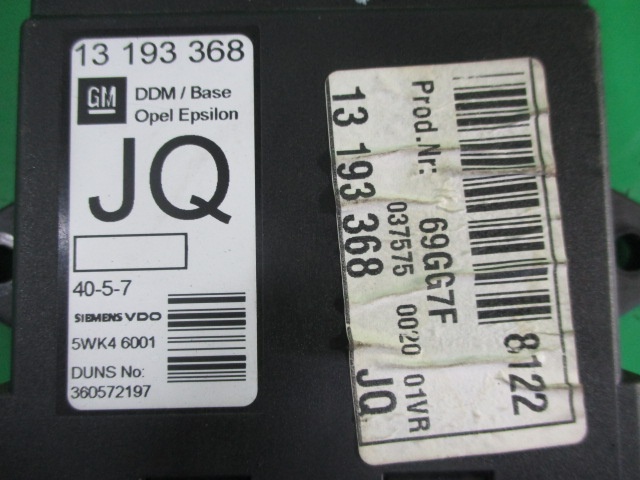 13 193 368
GM
DDM / Base
Opel Epsilon
JQ
40-5-7
SIEMENS VDO
5WK4 6001
DUNS No:
360572197
8122
Prod.Nr: 69GG7F
037575 0020 01VR
13 193 368 JQ